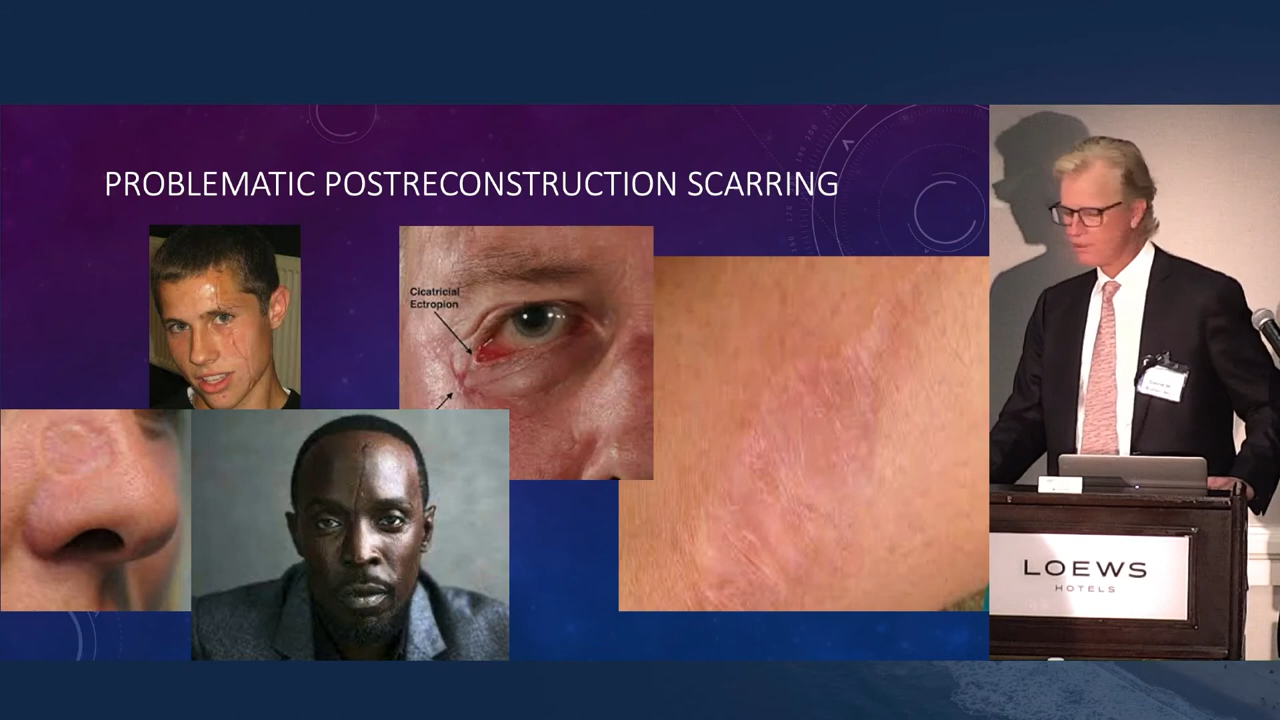 PROBLEMATIC POSTRECONSTRUCTION SCARRING
Cicatricial
Ectropion
LOEWS
HOTELS